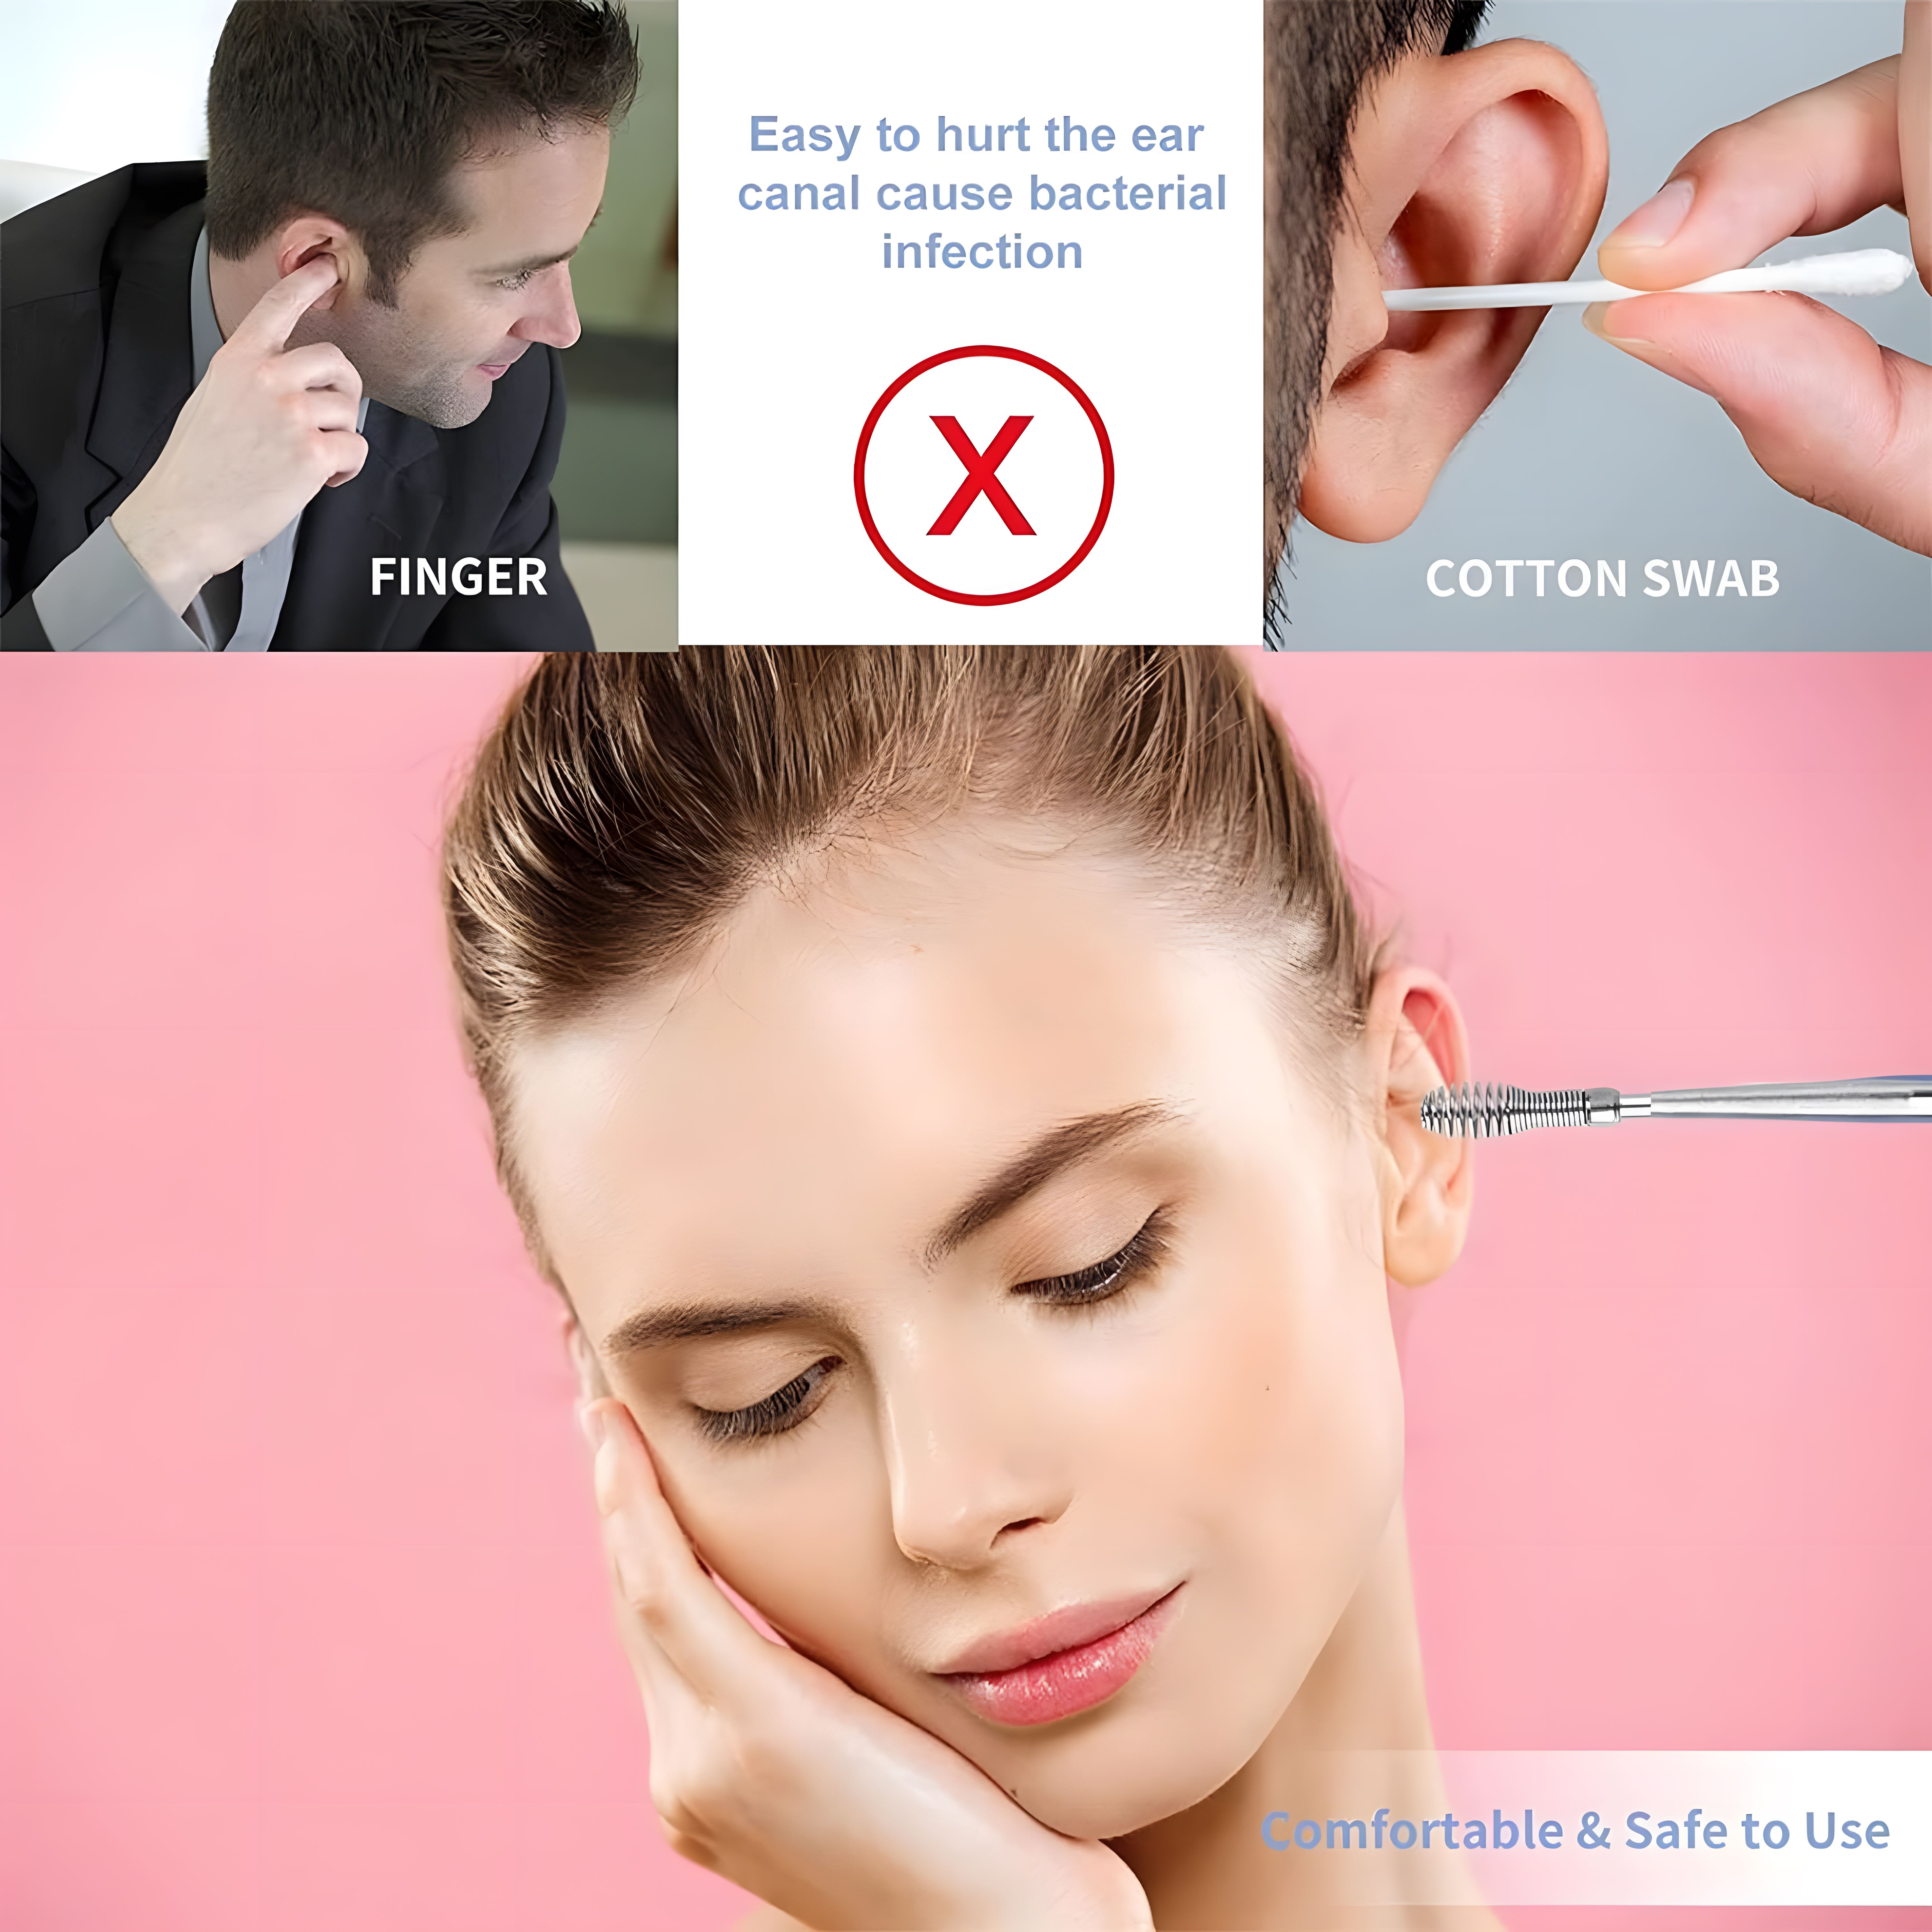 Easy to hurt the ear
canal cause bacterial
infection
X
FINGER
COTTON SWAB
Comfortable & Safe to Use